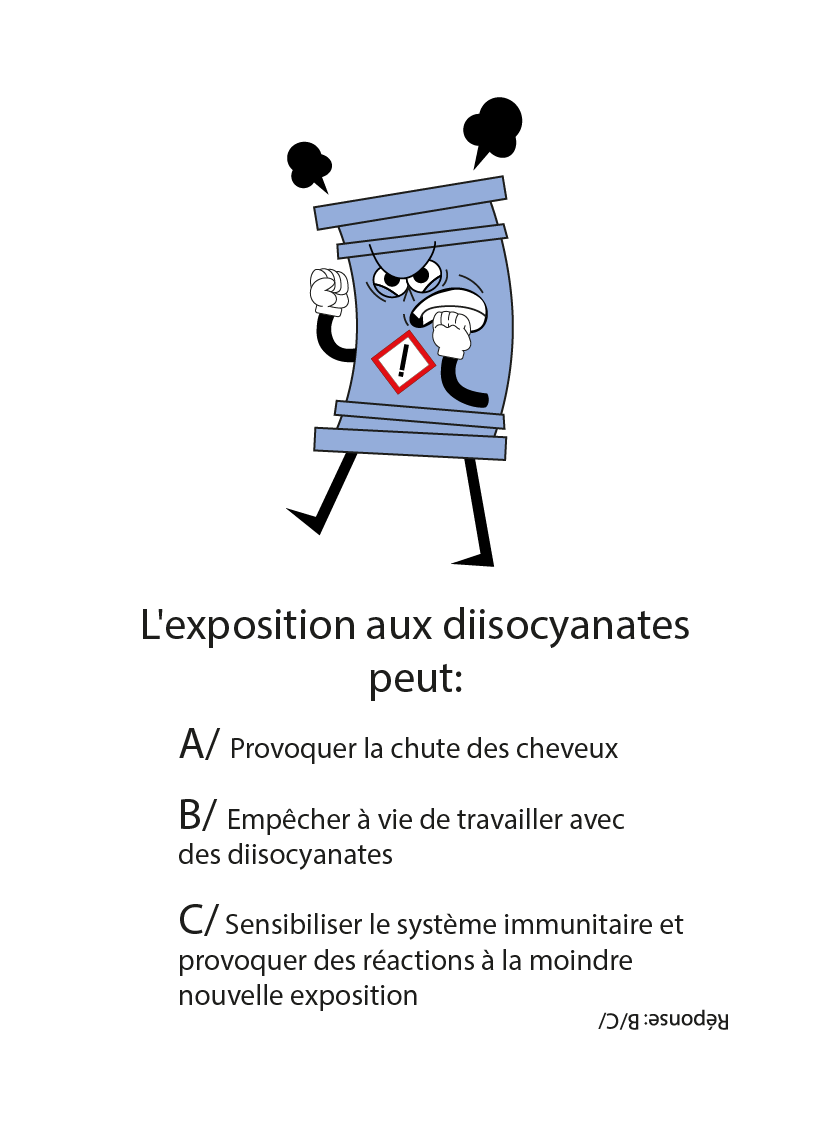 !
L'exposition aux diisocyanates
peut:
A/ Provoquer la chute des cheveux
B/ Empêcher à vie de travailler avec
des diisocyanates
C/ Sensibiliser le système immunitaire et
provoquer des réactions à la moindre
nouvelle exposition
Réponse: B/C/